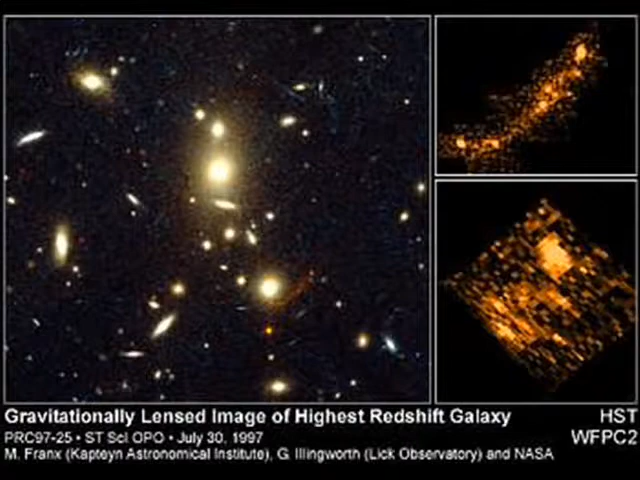 Gravitationally Lensed Image of Highest Redshift Galaxy
HST
PRC97-25 • ST ScI OPO • July 30, 1997
WFPC2
M. Franx (Kapteyn Astronomical Institute), G. Illingworth (Lick Observatory) and NASA